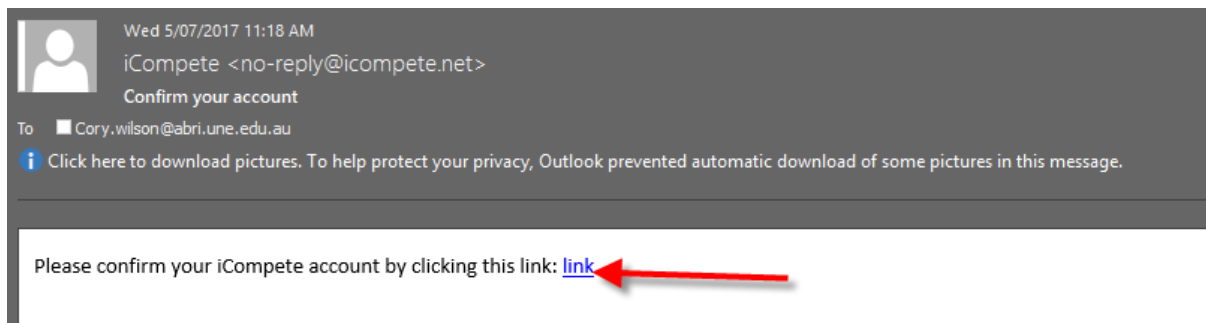 Wed 5/07/2017 11:18 AM
iCompete <no-reply@icompete.net>
Confirm your account
To Cory.wilson@abri.une.edu.au
Click here to download pictures. To help protect your privacy, Outlook prevented automatic download of some pictures in this message.
Please confirm your iCompete account by clicking this link: link